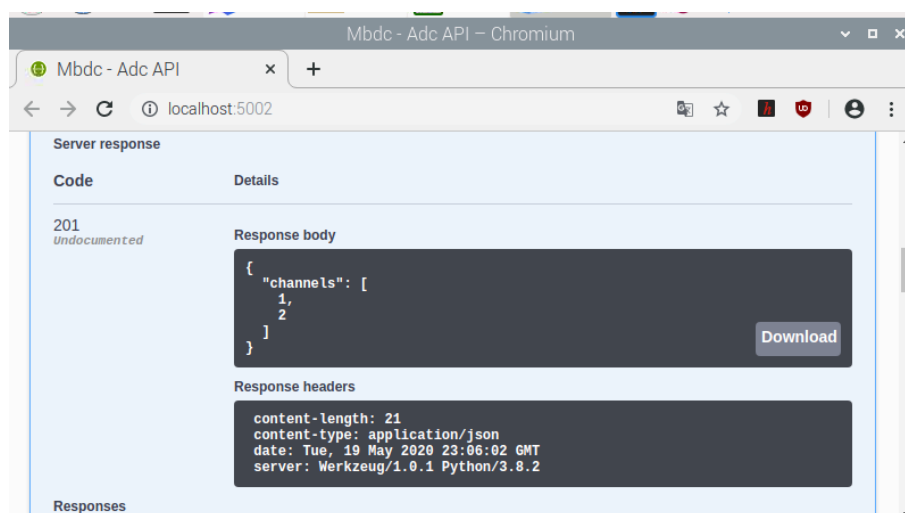 Mbdc - Adc API – Chromium
Mbdc - Adc API
localhost:5002
Server response
Code Details
201
Undocumented
Response body
{
"channels": [
1,
2
]
}
Download
Response headers
content-length: 21
content-type: application/json
date: Tue, 19 May 2020 23:06:02 GMT
server: Werkzeug/1.0.1 Python/3.8.2
Responses